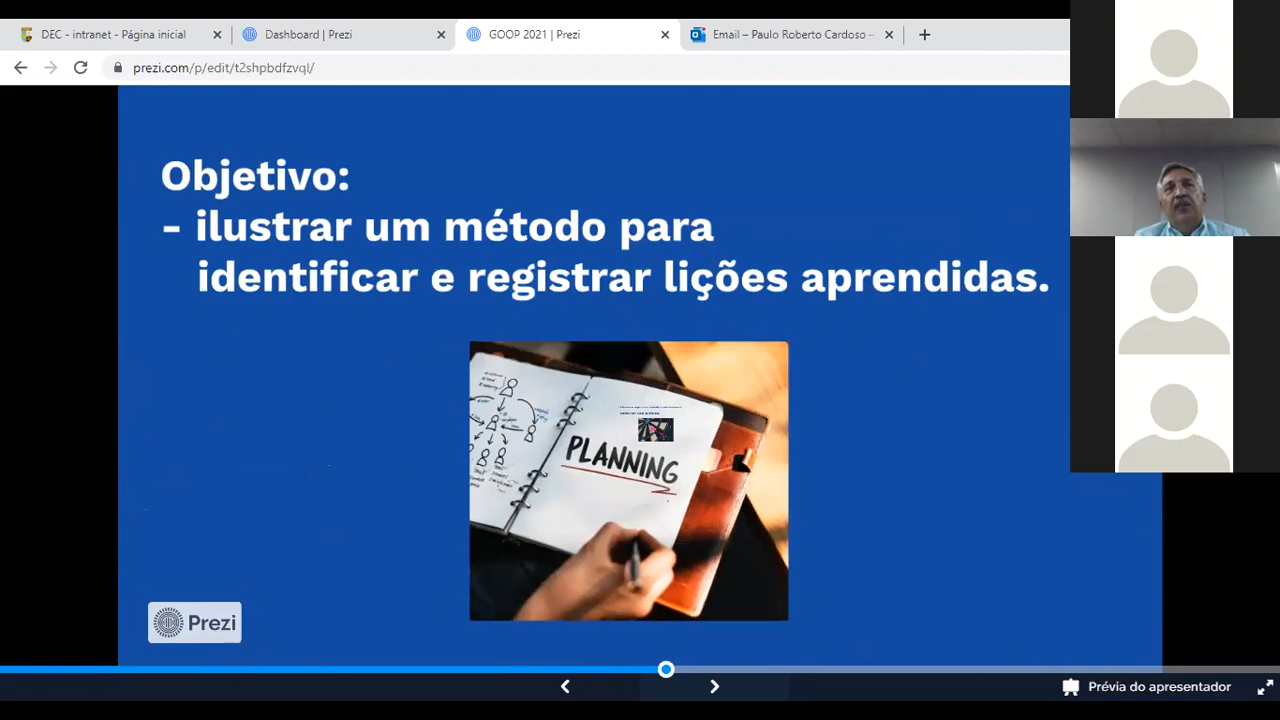 DEC - intranet - Página inicial
Dashboard | Prezi
GOOP 2021 | Prezi
Email – Paulo Roberto Cardoso –
prezi.com/p/edit/t2shpbdfzvql/
Objetivo:
- ilustrar um método para
identificar e registrar lições aprendidas.
PLANNING
Prezi
Prévia do apresentador